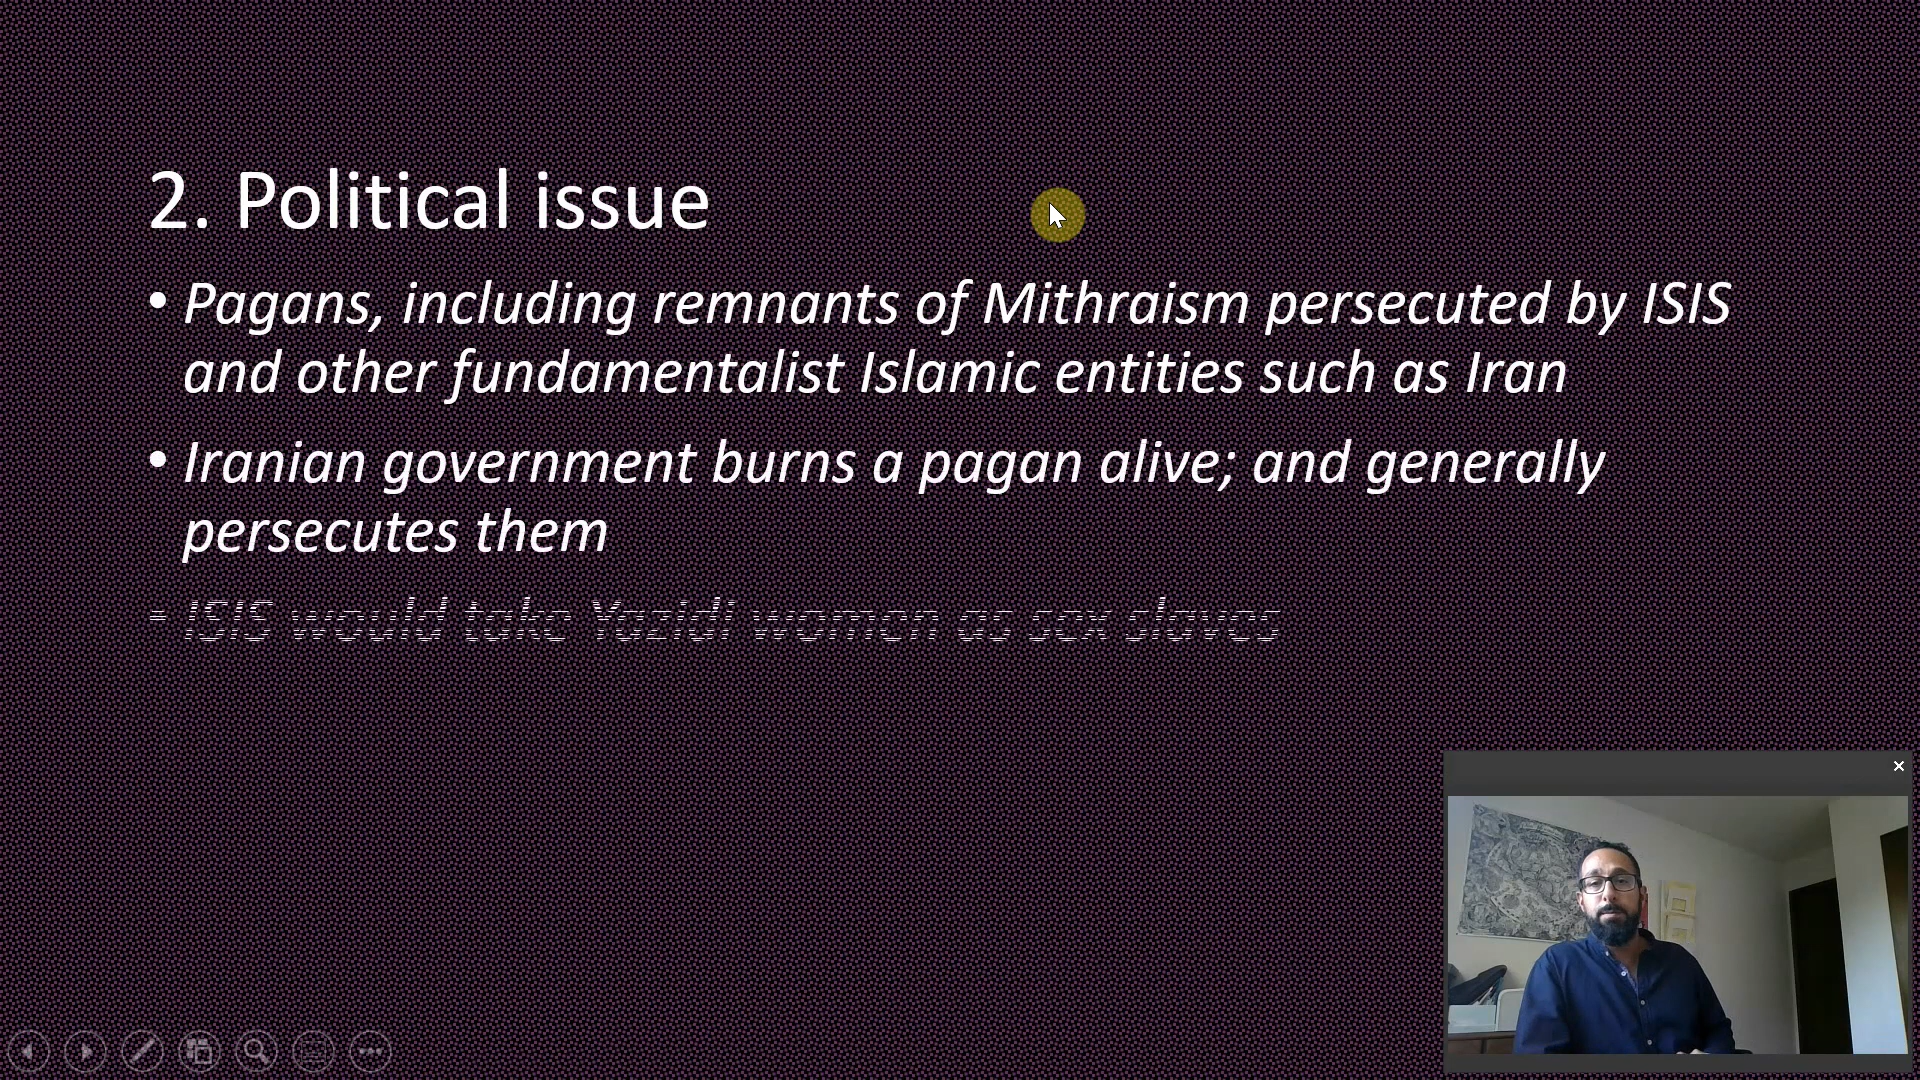 2. Political issue
• Pagans, including remnants of Mithraism persecuted by ISIS
and other fundamentalist Islamic entities such as Iran
• Iranian government burns a pagan alive; and generally
persecutes them
• ISIS would take Yazidi women as sex slaves